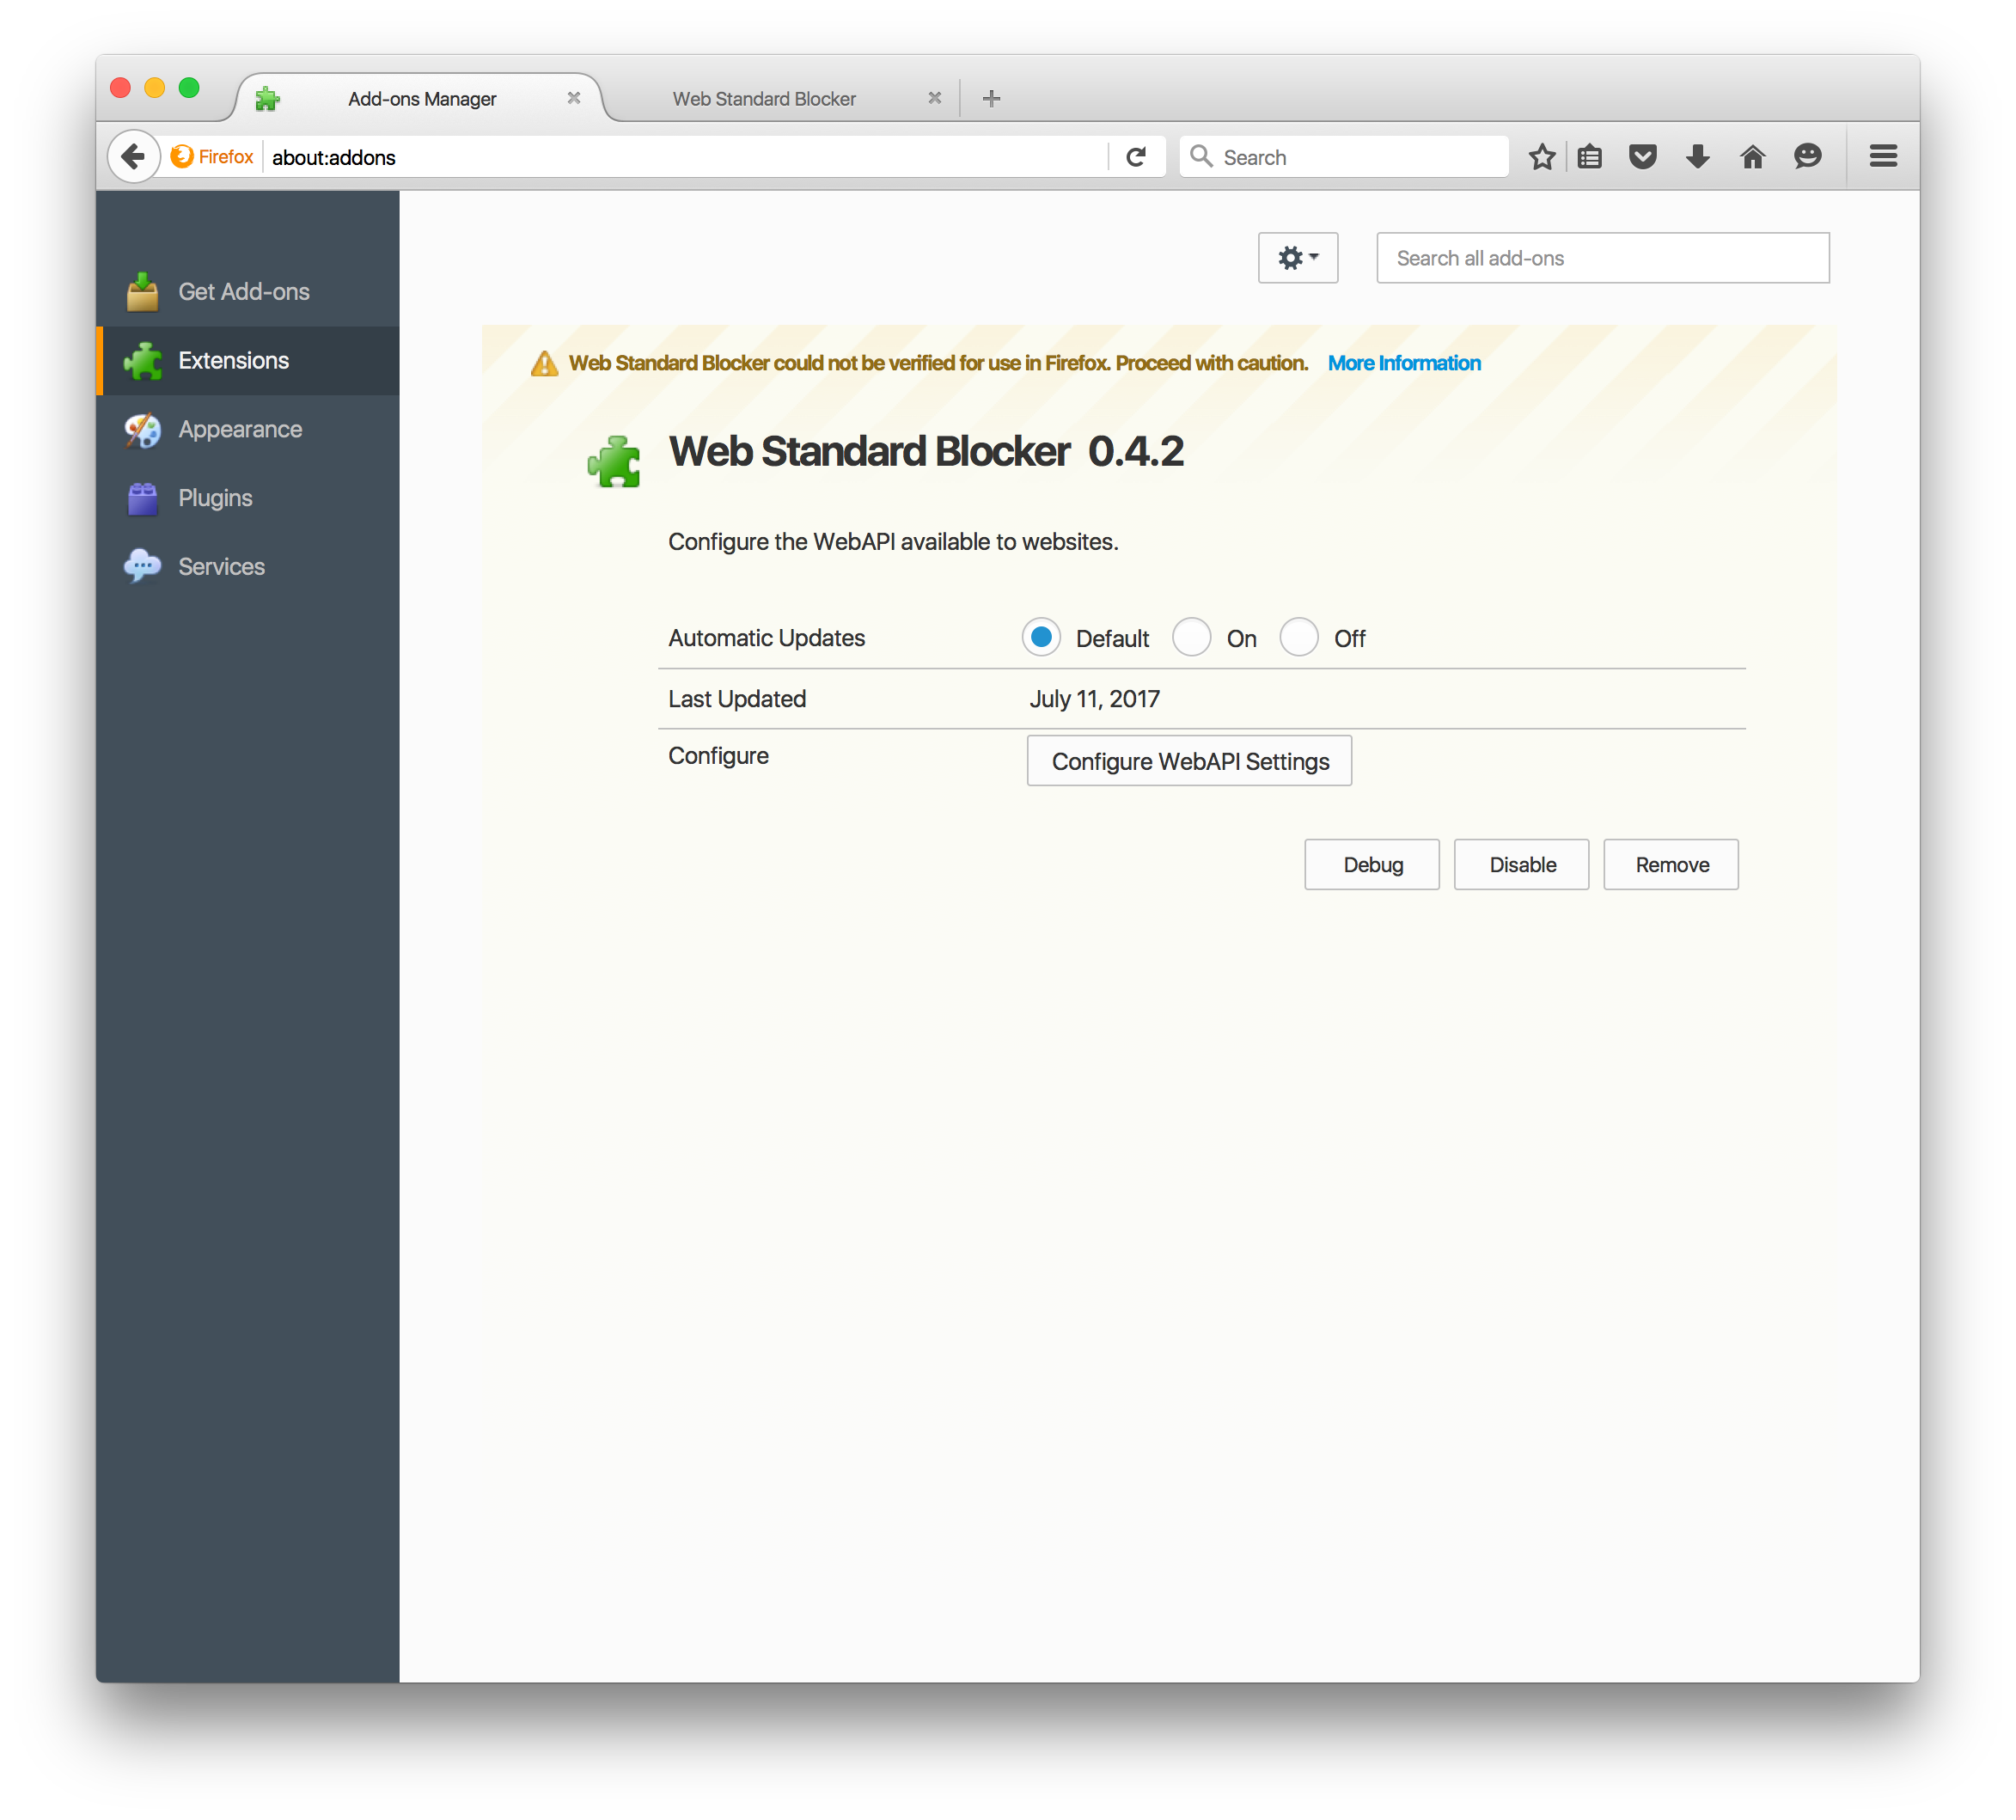 Add-ons Manager
Web Standard Blocker
Firefox
about:addons
Search
Search all add-ons
Get Add-ons
Extensions
Appearance
Plugins
Services
Web Standard Blocker could not be verified for use in Firefox. Proceed with caution. More Information
Web Standard Blocker 0.4.2
Configure the WebAPI available to websites.
Automatic Updates Default On Off
Last Updated July 11, 2017
Configure Configure WebAPI Settings
Debug Disable Remove